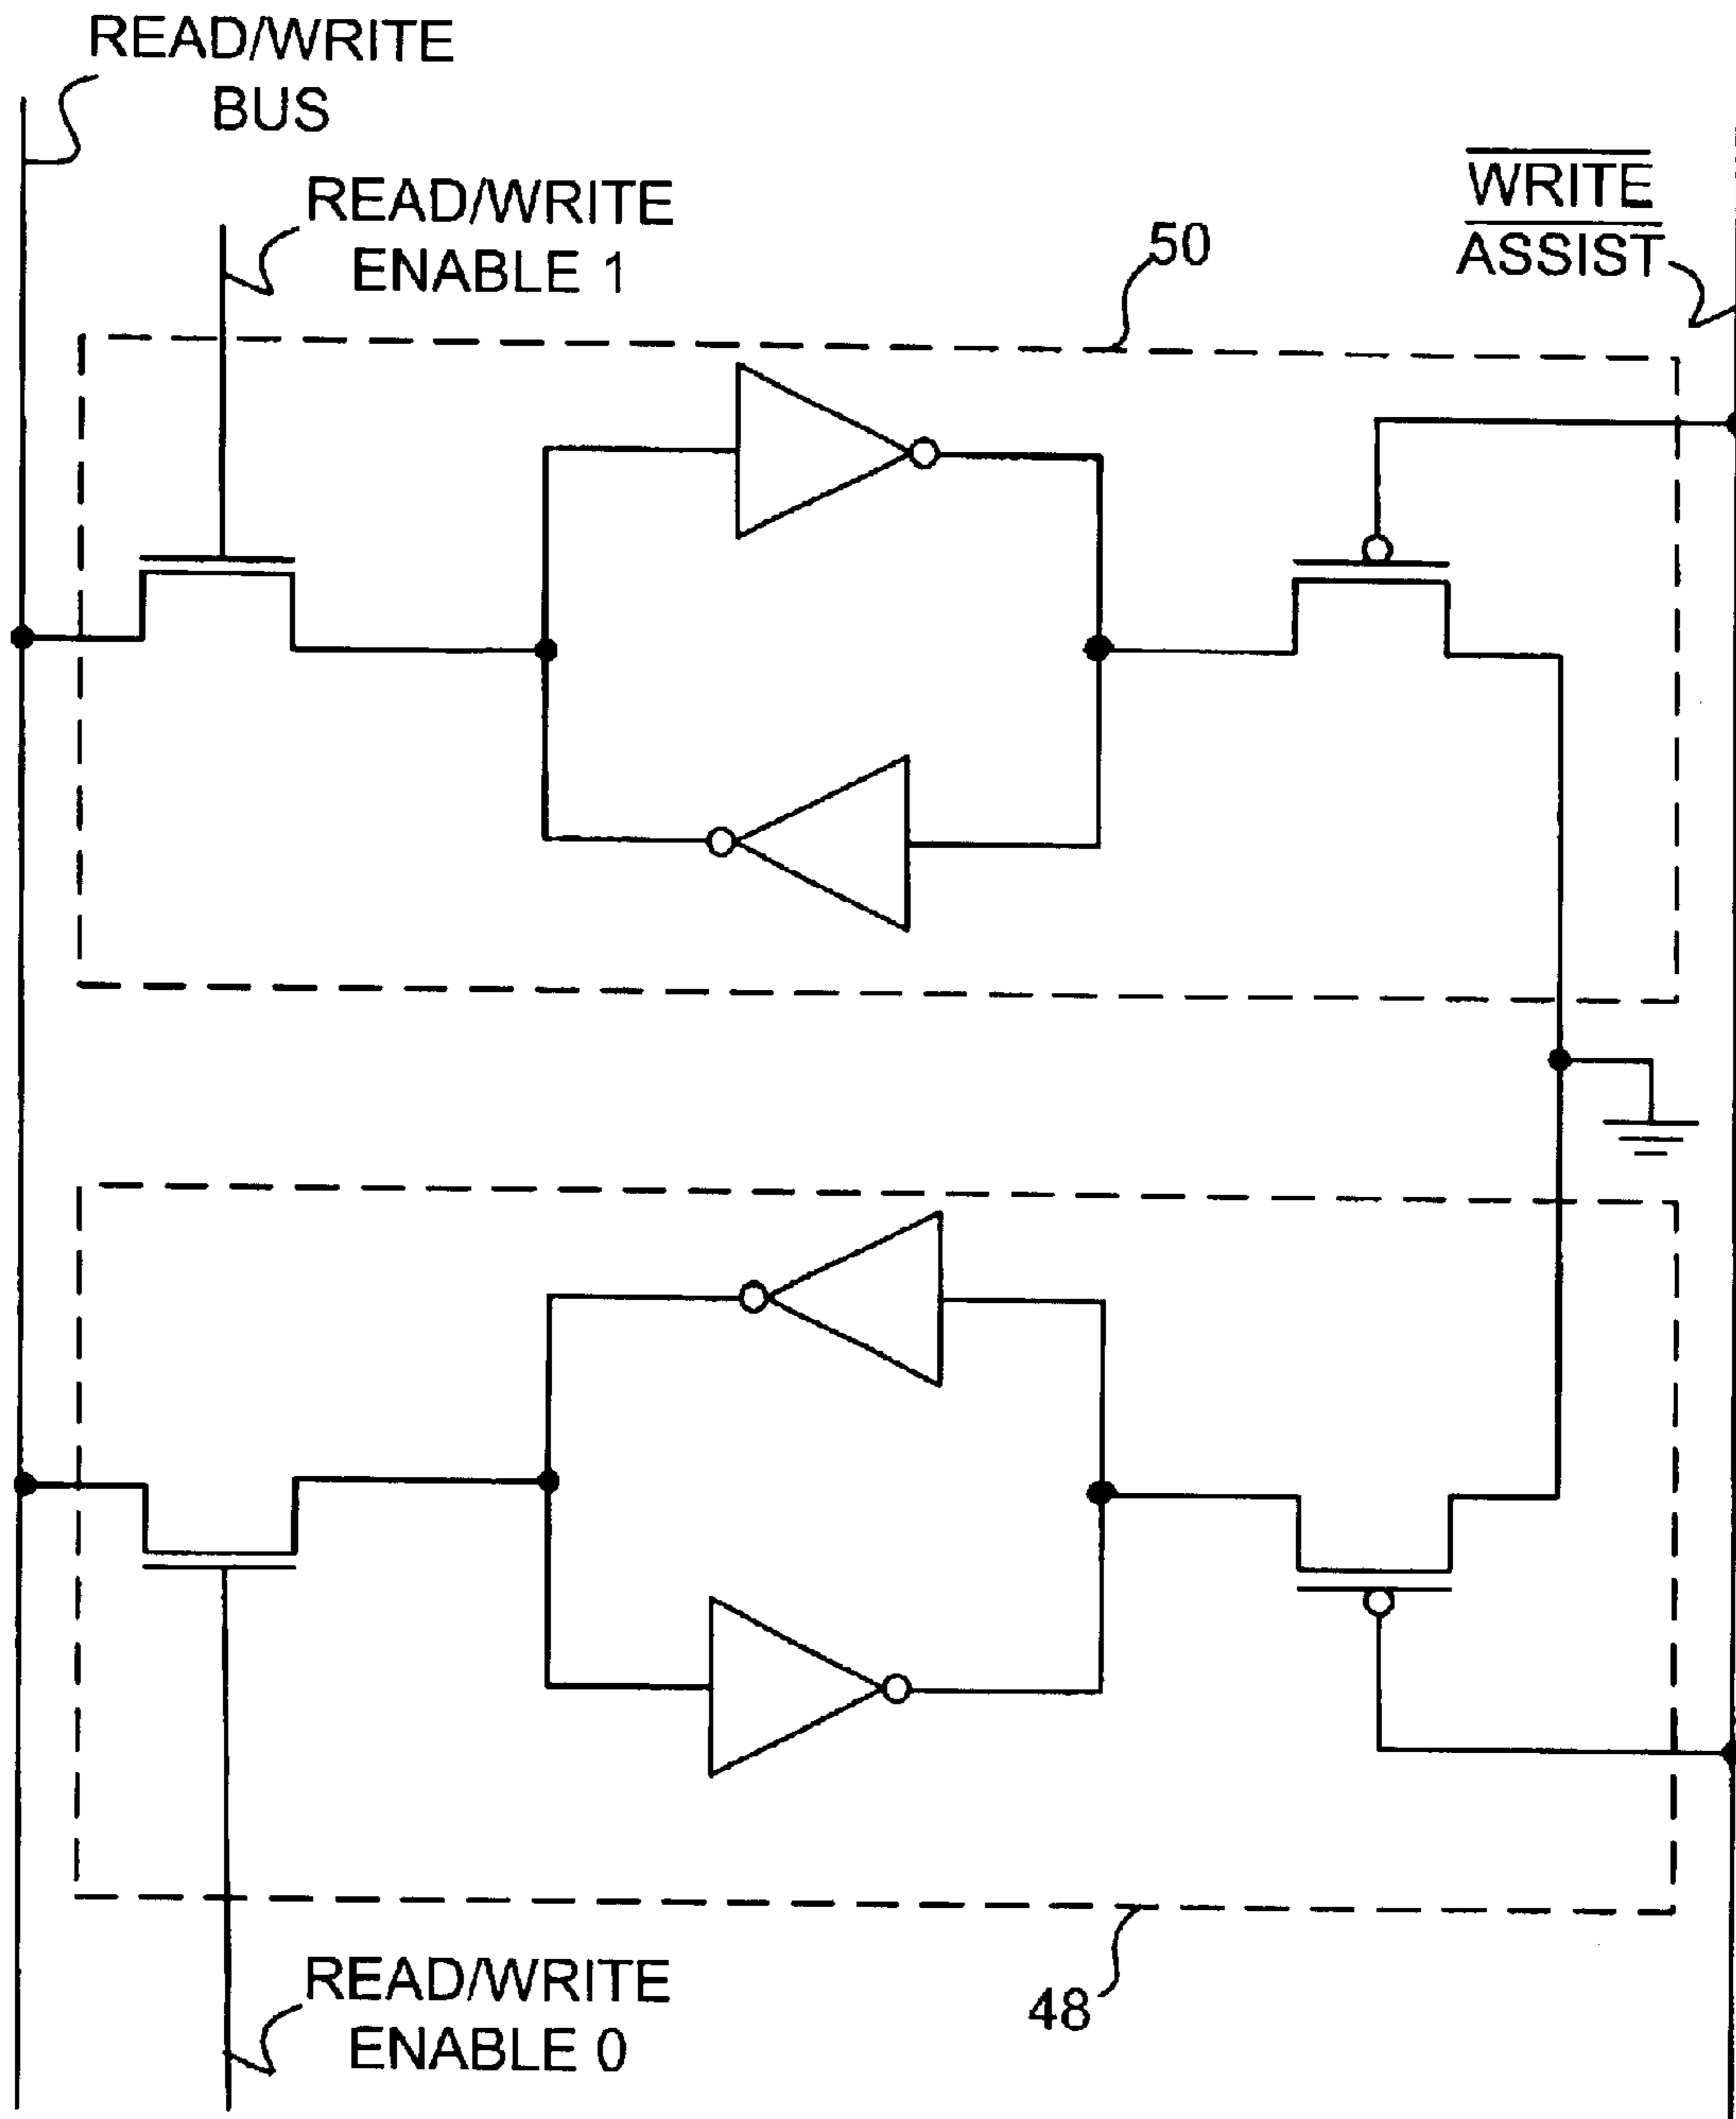 READ/WRITE
BUS
READ/WRITE
ENABLE 1
50
WRITE
ASSIST
READ/WRITE
ENABLE 0
48